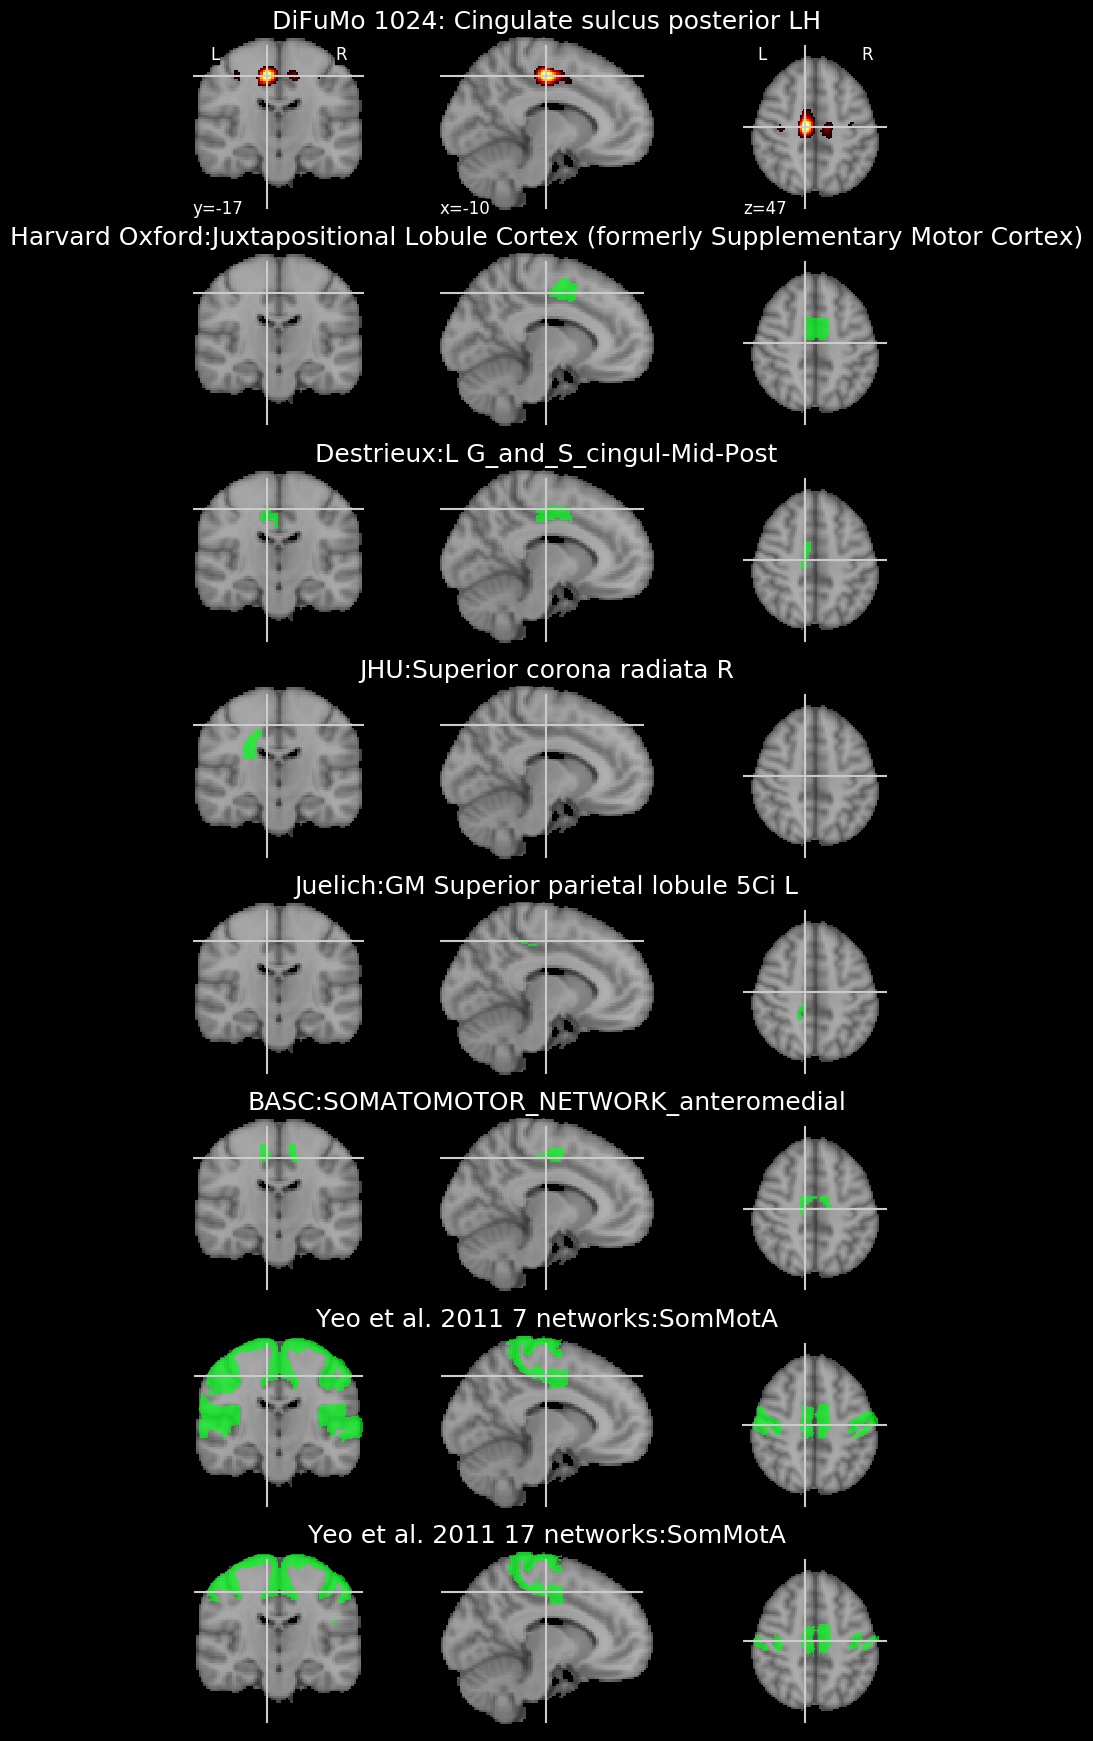 DiFuMo 1024: Cingulate sulcus posterior LH
L R L R
y=-17 x=-10 z=47
Harvard Oxford:Juxtapositional Lobule Cortex (formerly Supplementary Motor Cortex)
Destrieux:L G_and_S_cingul-Mid-Post
JHU:Superior corona radiata R
Juelich:GM Superior parietal lobule 5Ci L
BASC:SOMATOMOTOR_NETWORK_anteromedial
Yeo et al. 2011 7 networks:SomMotA
Yeo et al. 2011 17 networks:SomMotA